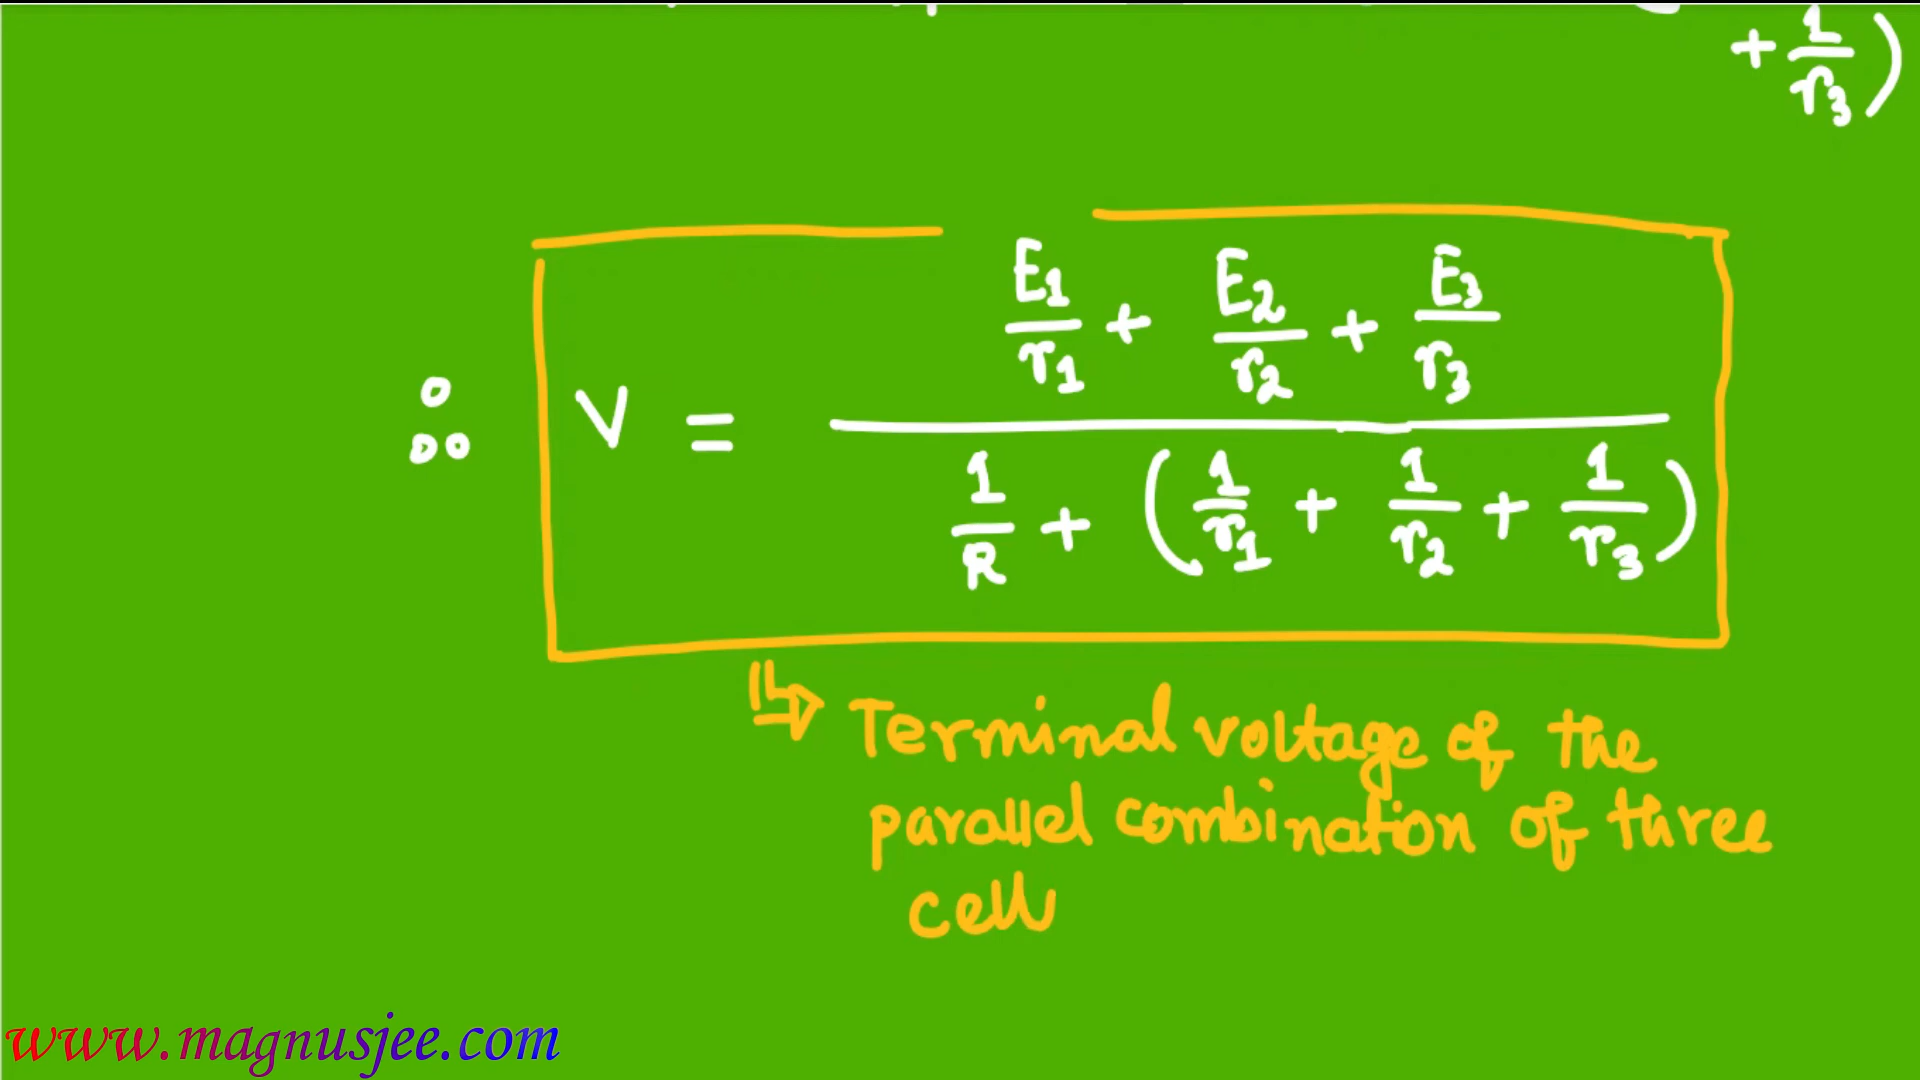 + 1/r₃)
∴ V = (E₁/r₁ + E₂/r₂ + E₃/r₃) / (1/R + (1/r₁ + 1/r₂ + 1/r₃))
Terminal voltage of the
parallel combination of three
cell
www.magnusjee.com